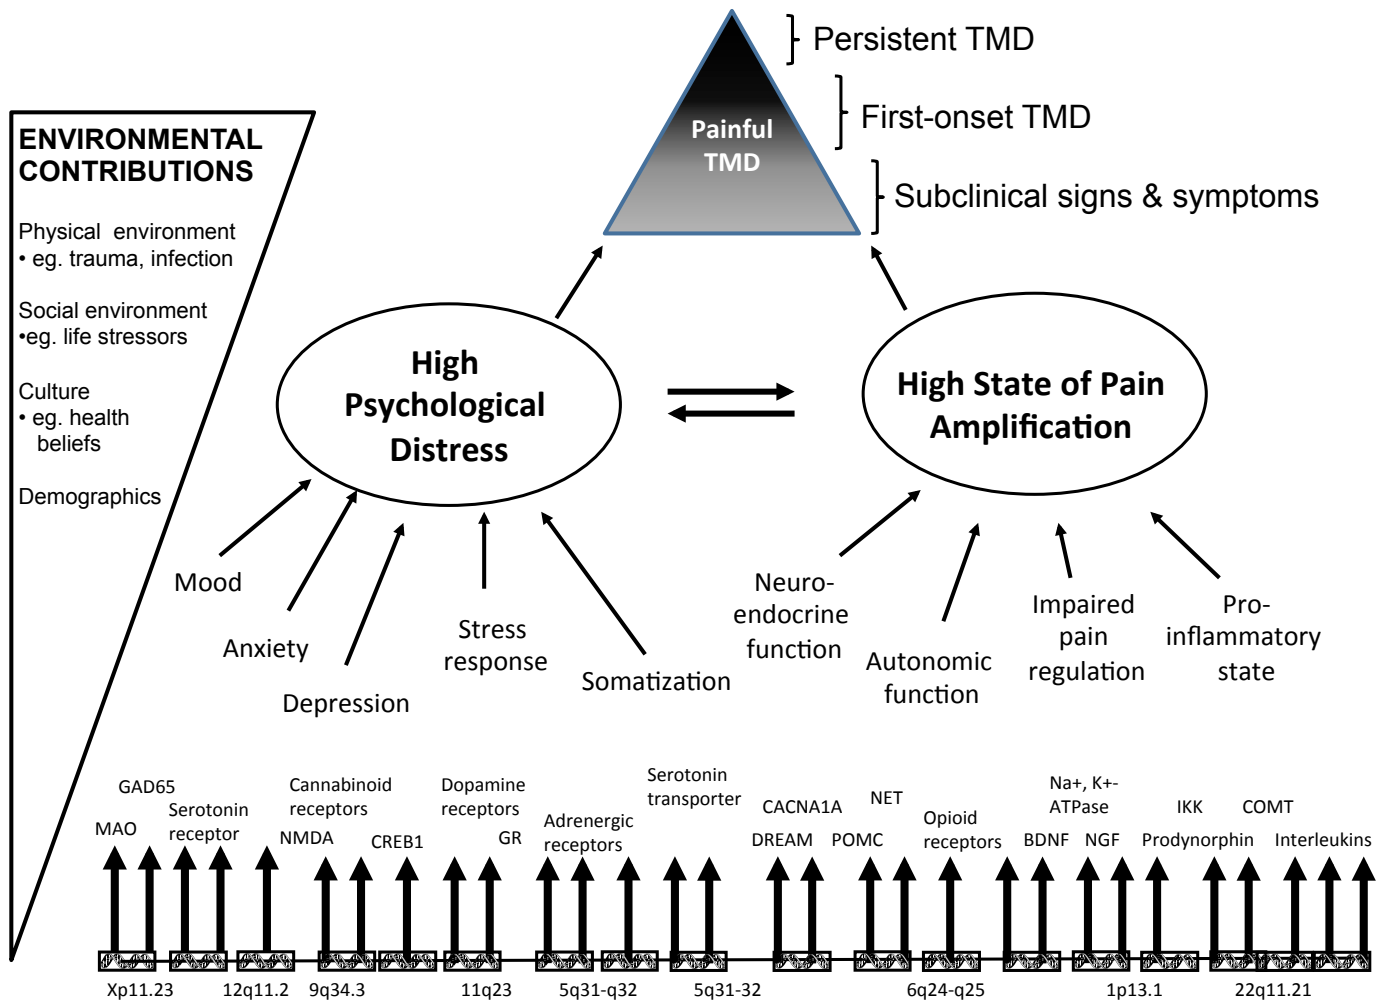 Persistent TMD
First-onset TMD
Subclinical signs & symptoms
Painful
TMD
ENVIRONMENTAL
CONTRIBUTIONS
Physical environment
• eg. trauma, infection
Social environment
•eg. life stressors
Culture
• eg. health
beliefs
Demographics
High
Psychological
Distress
High State of Pain
Amplification
Mood
Anxiety
Depression
Stress
response
Somatization
Neuro-
endocrine
function
Autonomic
function
Impaired
pain
regulation
Pro-
inflammatory
state
MAO
GAD65
Serotonin
receptor
Cannabinoid
receptors
NMDA
CREB1
Dopamine
receptors
GR
Adrenergic
receptors
Serotonin
transporter
CACNA1A
DREAM
POMC
NET
Opioid
receptors
BDNF
Na+, K+-
ATPase
NGF
IKK
Prodynorphin
COMT
Interleukins
Xp11.23
12q11.2
9q34.3
11q23
5q31-q32
5q31-32
6q24-q25
1p13.1
22q11.21